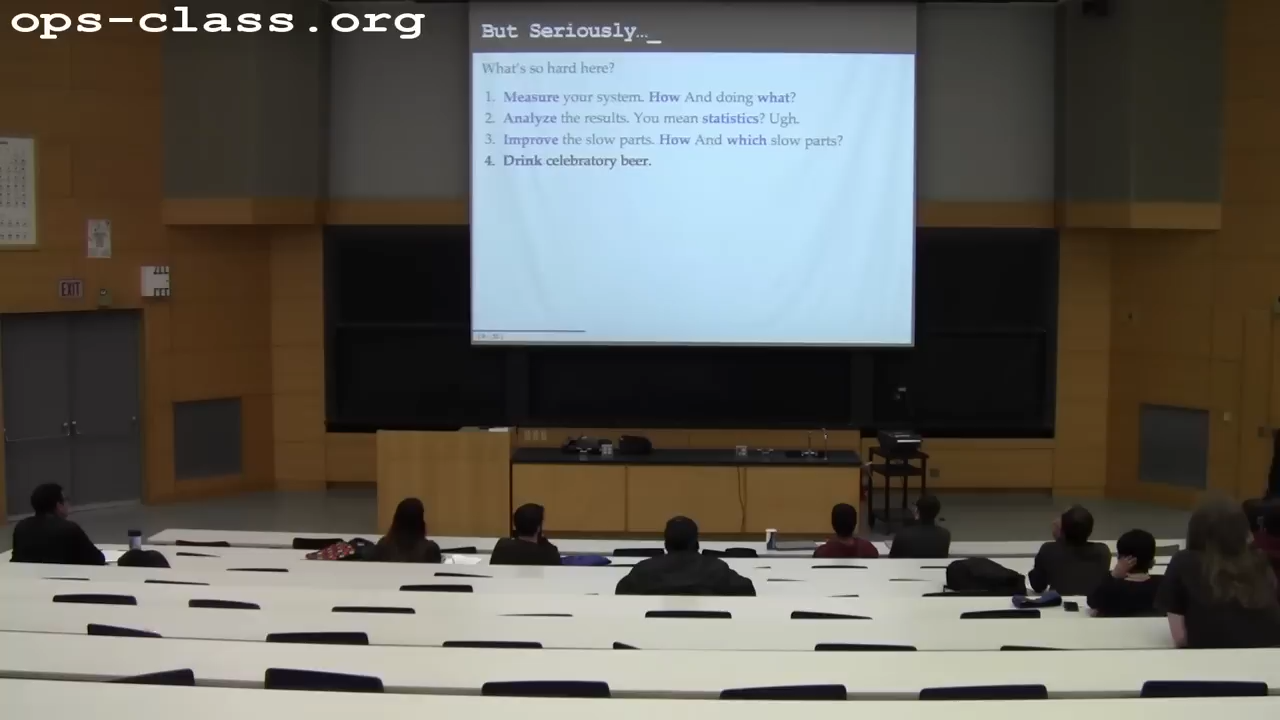 ops-class.org
But Seriously…_
What's so hard here?
1. Measure your system. How And doing what?
2. Analyze the results. You mean statistics? Ugh.
3. Improve the slow parts. How And which slow parts?
4. Drink celebratory beer.
EXIT